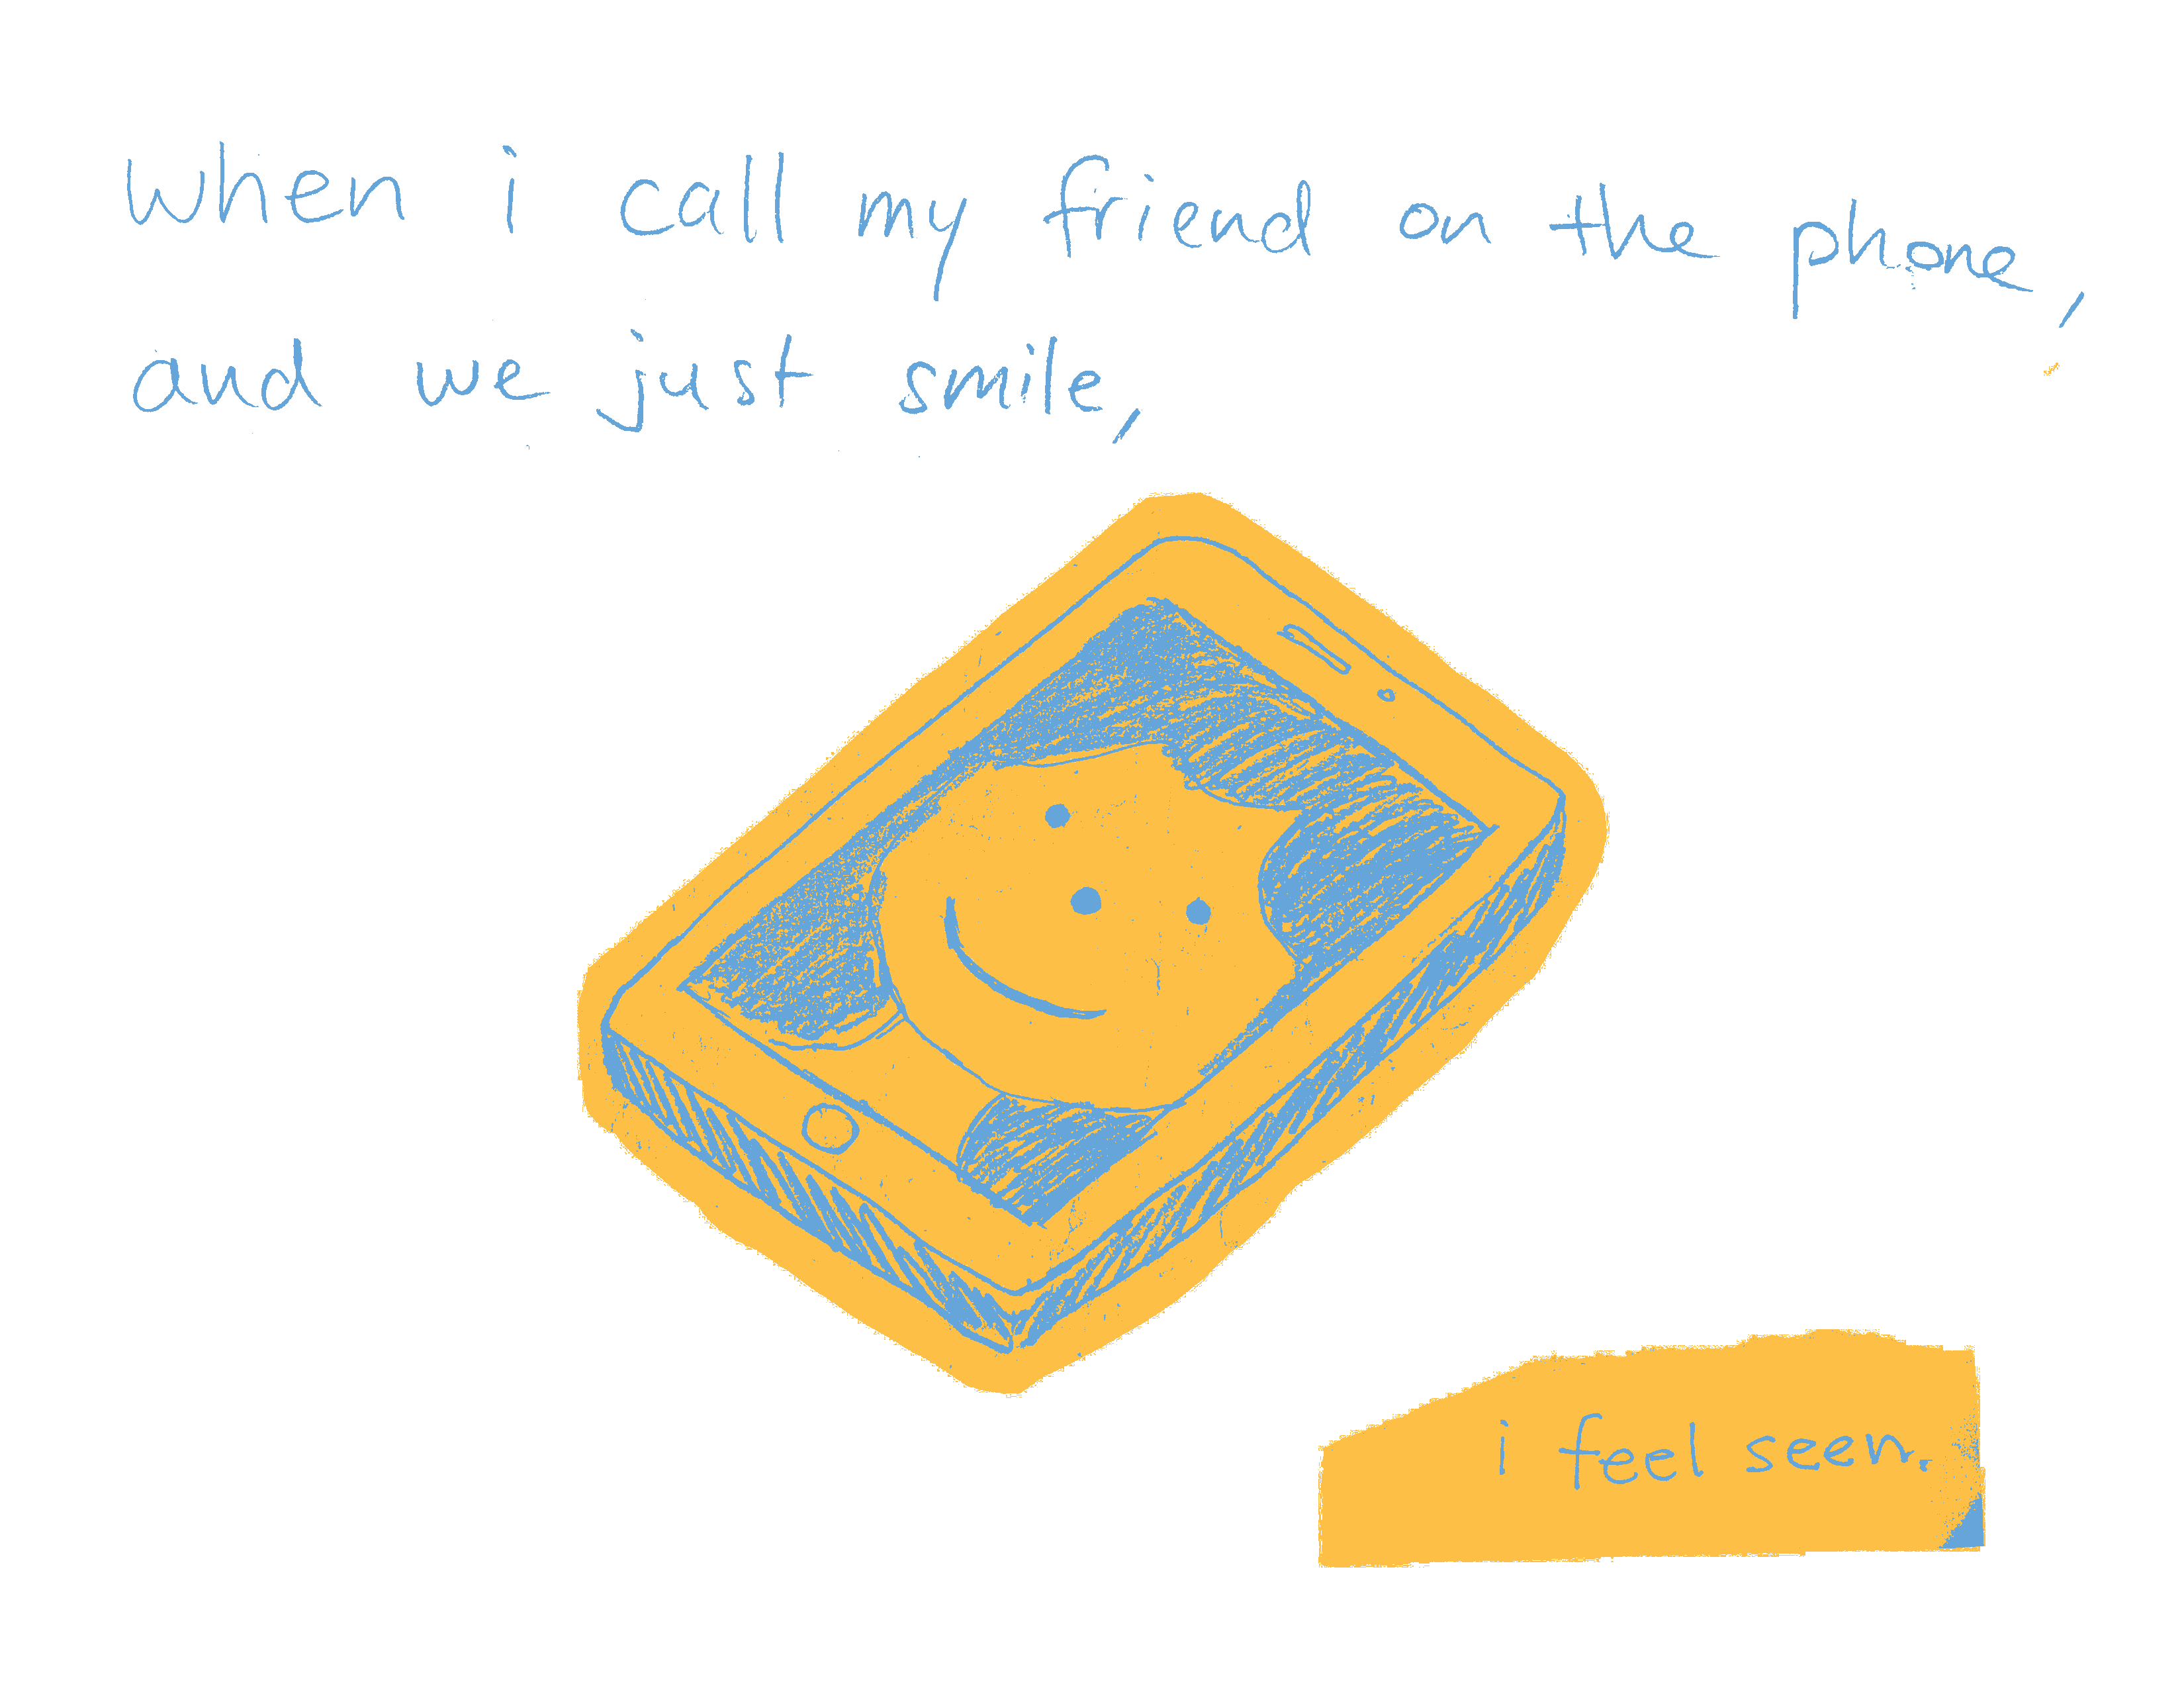 when i call my friend on the phone,
and we just smile,
i feel seen.